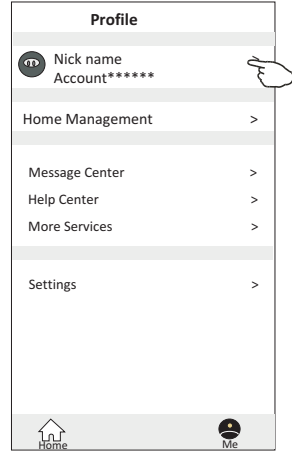 Profile
Nick name
Account******
Home Management >
Message Center >
Help Center >
More Services >
Settings >
Home Me